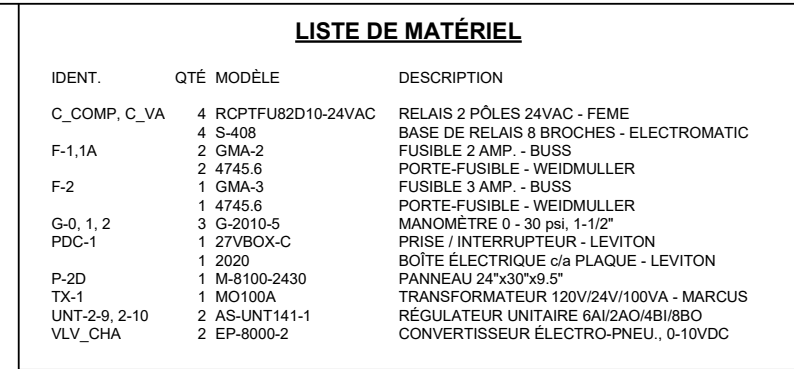 LISTE DE MATÉRIEL
IDENT. QTÉ MODÈLE DESCRIPTION
C_COMP, C_VA 4 RCPTFU82D10-24VAC RELAIS 2 PÔLES 24VAC - FEME
4 S-408 BASE DE RELAIS 8 BROCHES - ELECTROMATIC
F-1,1A 2 GMA-2 FUSIBLE 2 AMP. - BUSS
2 4745.6 PORTE-FUSIBLE - WEIDMULLER
F-2 1 GMA-3 FUSIBLE 3 AMP. - BUSS
1 4745.6 PORTE-FUSIBLE - WEIDMULLER
G-0, 1, 2 3 G-2010-5 MANOMÈTRE 0 - 30 psi, 1-1/2"
PDC-1 1 27VBOX-C PRISE / INTERRUPTEUR - LEVITON
1 2020 BOÎTE ÉLECTRIQUE c/a PLAQUE - LEVITON
P-2D 1 M-8100-2430 PANNEAU 24"x30"x9.5"
TX-1 1 MO100A TRANSFORMATEUR 120V/24V/100VA - MARCUS
UNT-2-9, 2-10 2 AS-UNT141-1 RÉGULATEUR UNITAIRE 6AI/2AO/4BI/8BO
VLV_CHA 2 EP-8000-2 CONVERTISSEUR ÉLECTRO-PNEU., 0-10VDC